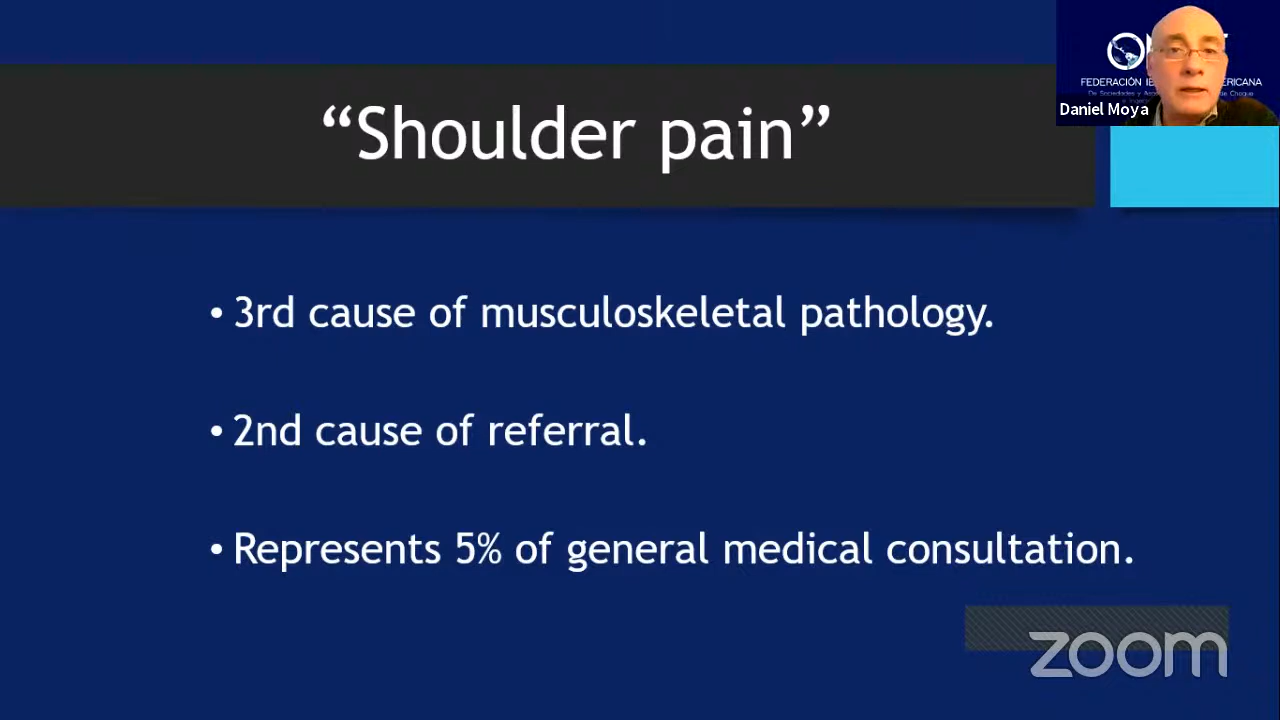 “Shoulder pain”
FEDERACIÓN
AMERICANA
Daniel Moya
• 3rd cause of musculoskeletal pathology.
• 2nd cause of referral.
• Represents 5% of general medical consultation.
zoom